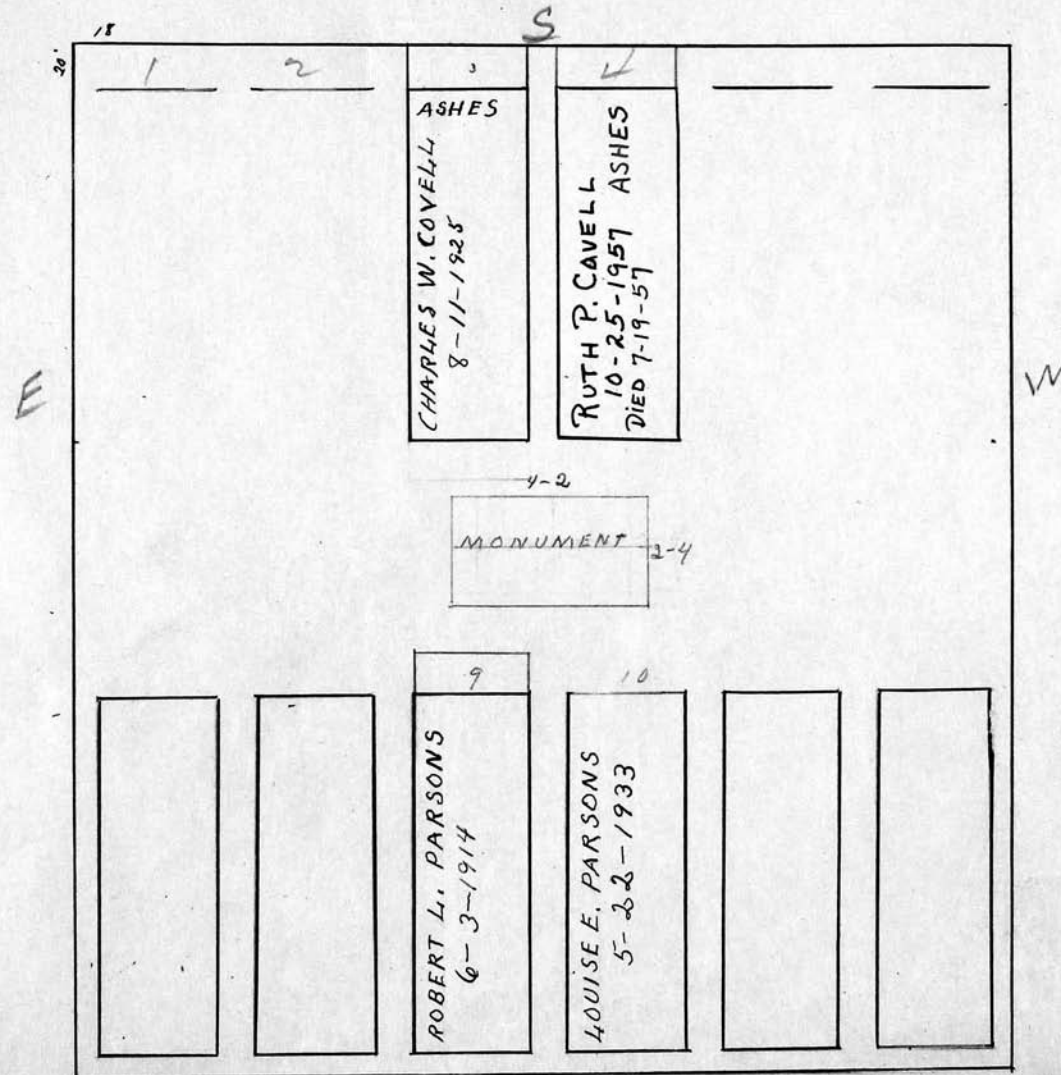 S
18
20'
1
2
3
4
ASHES
CHARLES W. COVELL
8-11-1925
RUTH P. COVELL
10-25-1957 ASHES
DIED 7-19-57
E
W
4-2
MONUMENT
2-4
9
10
ROBERT L. PARSONS
6-3-1914
LOUISE E. PARSONS
5-22-1933